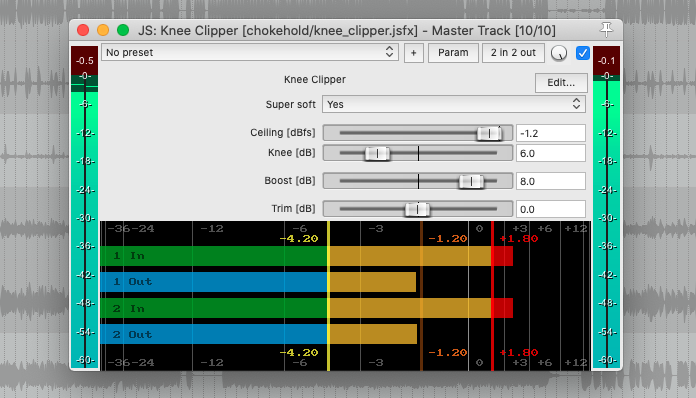 JS: Knee Clipper [chokehold/knee_clipper.jsfx] - Master Track [10/10]
No preset + Param 2 in 2 out
-0.5 -0.1
Knee Clipper
Edit...
Super soft Yes
Ceiling [dBfs] -1.2
Knee [dB] 6.0
Boost [dB] 8.0
Trim [dB] 0.0
-0- -0-
-6- -6-
-12- -12-
-18- -18-
-24- -24-
-30- -30-
-36- -36-
-42- -42-
-48- -48-
-54- -54-
-60- -60-
-36 -24 -12 -6 -3 0 +3 +6 +12
-4.20 -1.20 +1.80
1 In
1 Out
2 In
2 Out
-4.20 -1.20 +1.80
-36 -24 -12 -6 -3 0 +3 +6 +12